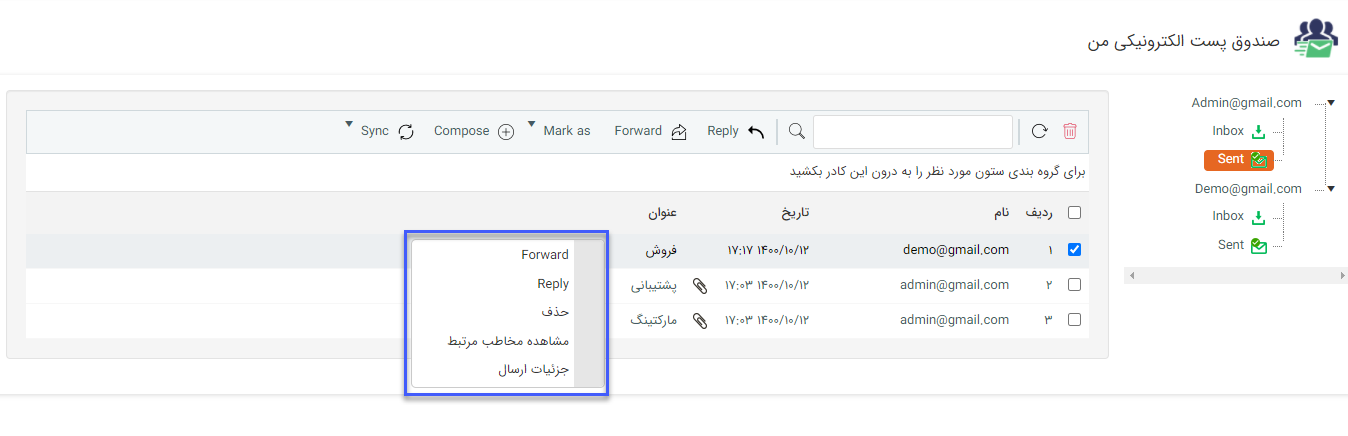 صندوق پست الکترونیکی من
Admin@gmail.com
Inbox
Sent
Demo@gmail.com
Inbox
Sent
Reply Forward Mark as Compose Sync
برای گروه بندی ستون مورد نظر را به درون این کادر بکشید
ردیف نام تاریخ عنوان
۱ demo@gmail.com ۱۴۰۰/۱۰/۱۲ ۱۷:۱۷ فروش
۲ admin@gmail.com ۱۴۰۰/۱۰/۱۲ ۱۷:۰۳ پشتیبانی
۳ admin@gmail.com ۱۴۰۰/۱۰/۱۲ ۱۷:۰۳ مارکتینگ
Forward
Reply
حذف
مشاهده مخاطب مرتبط
جزئیات ارسال